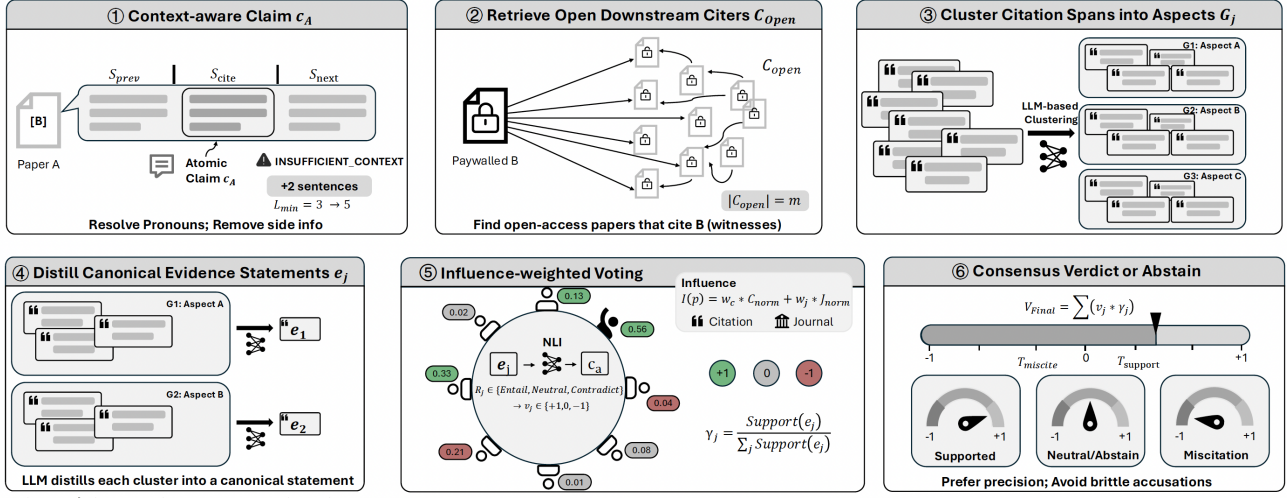 ① Context-aware Claim c_A
S_prev
S_cite
S_next
[B]
Paper A
Atomic
Claim c_A
INSUFFICIENT_CONTEXT
+2 sentences
L_min = 3 → 5
Resolve Pronouns; Remove side info
② Retrieve Open Downstream Citers C_Open
C_open
Paywalled B
|C_open| = m
Find open-access papers that cite B (witnesses)
③ Cluster Citation Spans into Aspects G_j
G1: Aspect A
LLM-based
Clustering
G2: Aspect B
G3: Aspect C
④ Distill Canonical Evidence Statements e_j
G1: Aspect A
e_1
G2: Aspect B
e_2
LLM distills each cluster into a canonical statement
⑤ Influence-weighted Voting
Influence
I(p) = w_c * C_norm + w_j * J_norm
Citation
Journal
0.13
0.02
0.56
0.33
0.04
0.21
0.08
0.01
NLI
e_j
c_a
R_j ∈ {Entail, Neutral, Contradict}
→ v_j ∈ {+1,0,−1}
+1
0
-1
γ_j = Support(e_j) / ∑_j Support(e_j)
⑥ Consensus Verdict or Abstain
V_Final = ∑(v_j * γ_j)
-1
T_miscite
0
T_support
+1
-1
+1
Supported
-1
+1
Neutral/Abstain
-1
+1
Miscitation
Prefer precision; Avoid brittle accusations